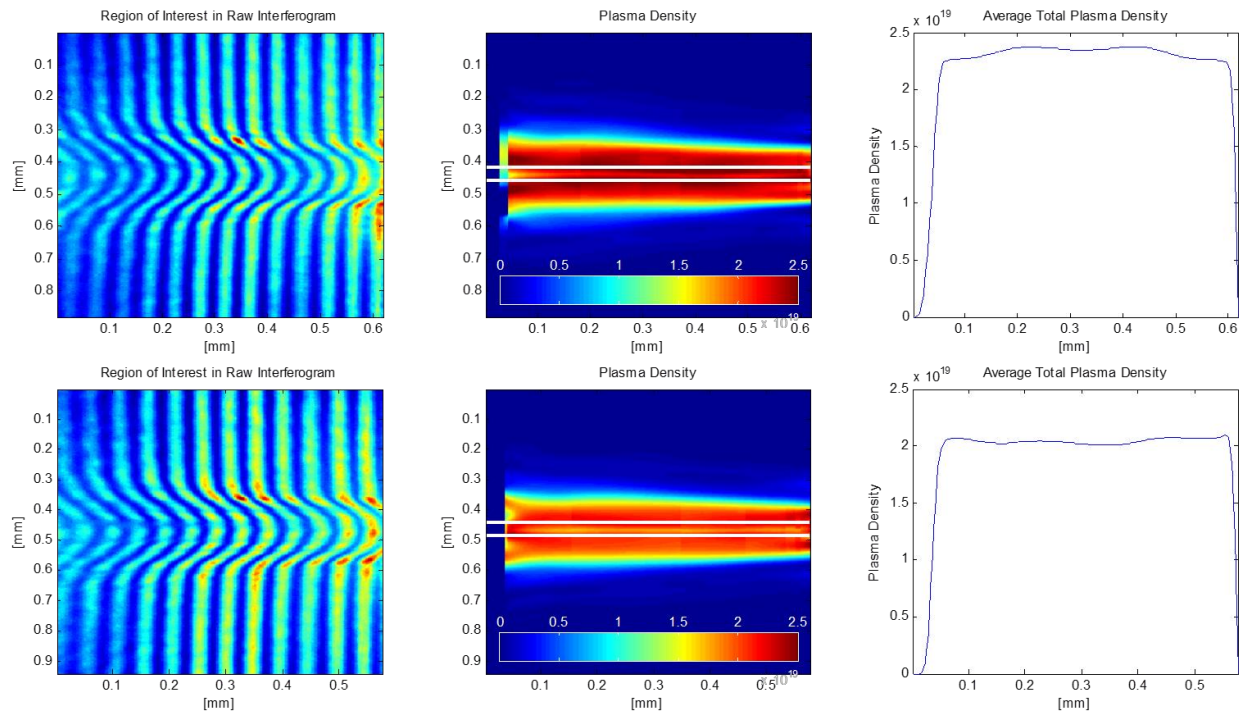 Region of Interest in Raw Interferogram
0.1
0.2
0.3
0.4
0.5
0.6
0.7
0.8
[mm]
0.1 0.2 0.3 0.4 0.5 0.6
[mm]
Plasma Density
0.1
0.2
0.3
0.4
0.5
0.6
0.7
0.8
[mm]
0 0.5 1 1.5 2 2.5
0.1 0.2 0.3 0.4 0.5 0.6
x 10¹⁹
[mm]
Average Total Plasma Density
x 10¹⁹
2.5
2
1.5
1
0.5
0
Plasma Density
0.1 0.2 0.3 0.4 0.5 0.6
[mm]
Region of Interest in Raw Interferogram
0.1
0.2
0.3
0.4
0.5
0.6
0.7
0.8
0.9
[mm]
0.1 0.2 0.3 0.4 0.5
[mm]
Plasma Density
0.1
0.2
0.3
0.4
0.5
0.6
0.7
0.8
0.9
[mm]
0 0.5 1 1.5 2 2.5
0.1 0.2 0.3 0.4 0.5
x 10¹⁹
[mm]
Average Total Plasma Density
x 10¹⁹
2.5
2
1.5
1
0.5
0
Plasma Density
0.1 0.2 0.3 0.4 0.5
[mm]